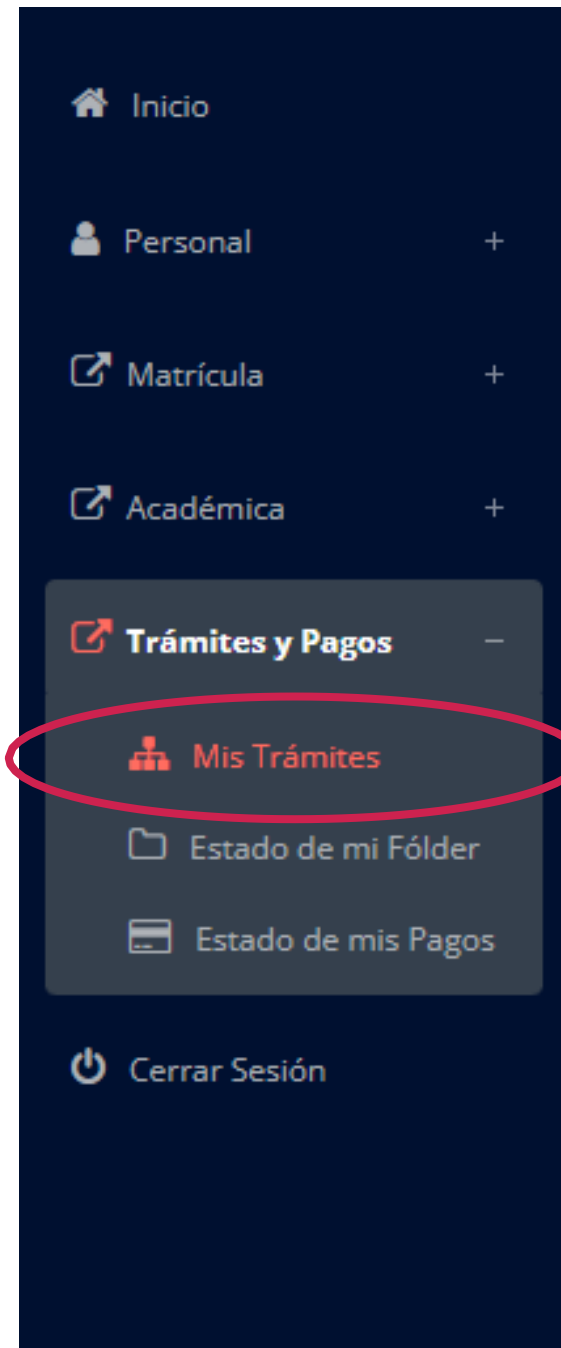 Inicio
Personal +
Matrícula +
Académica +
Trámites y Pagos −
Mis Trámites
Estado de mi Fólder
Estado de mis Pagos
Cerrar Sesión